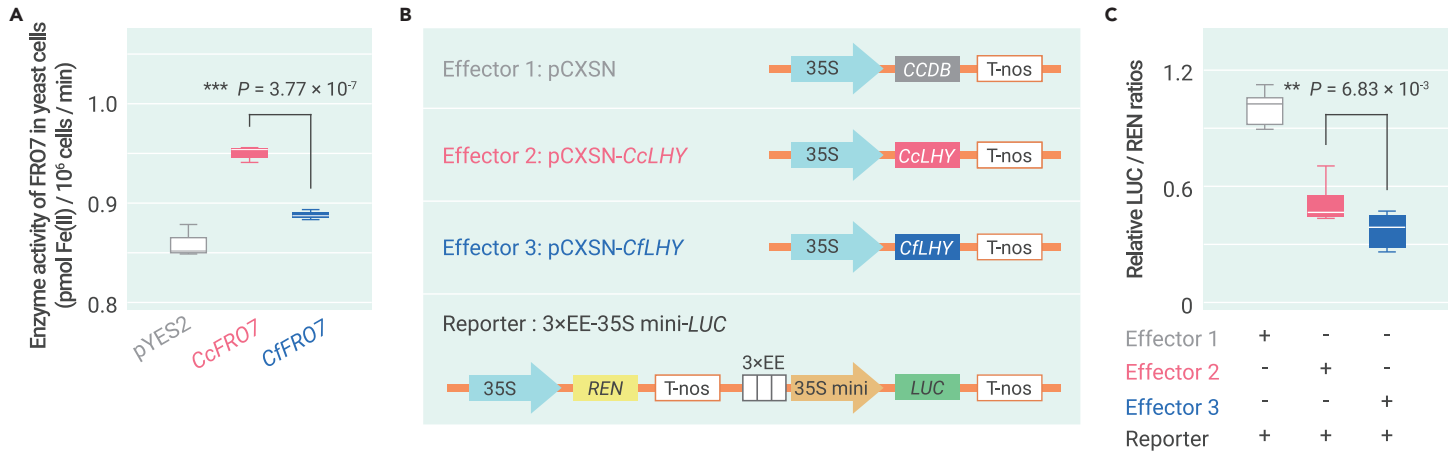 A
Enzyme activity of FRO7 in yeast cells
(pmol Fe(II) / 10⁶ cells / min)
1.0
0.9
0.8
*** P = 3.77 × 10⁻⁷
pYES2
CcFRO7
CfFRO7
B
Effector 1: pCXSN
35S
CCDB
T-nos
Effector 2: pCXSN-CcLHY
35S
CcLHY
T-nos
Effector 3: pCXSN-CfLHY
35S
CfLHY
T-nos
Reporter : 3×EE-35S mini-LUC
3×EE
35S
REN
T-nos
35S mini
LUC
T-nos
C
Relative LUC / REN ratios
1.2
0.6
0
** P = 6.83 × 10⁻³
Effector 1 + - -
Effector 2 - + -
Effector 3 - - +
Reporter + + +